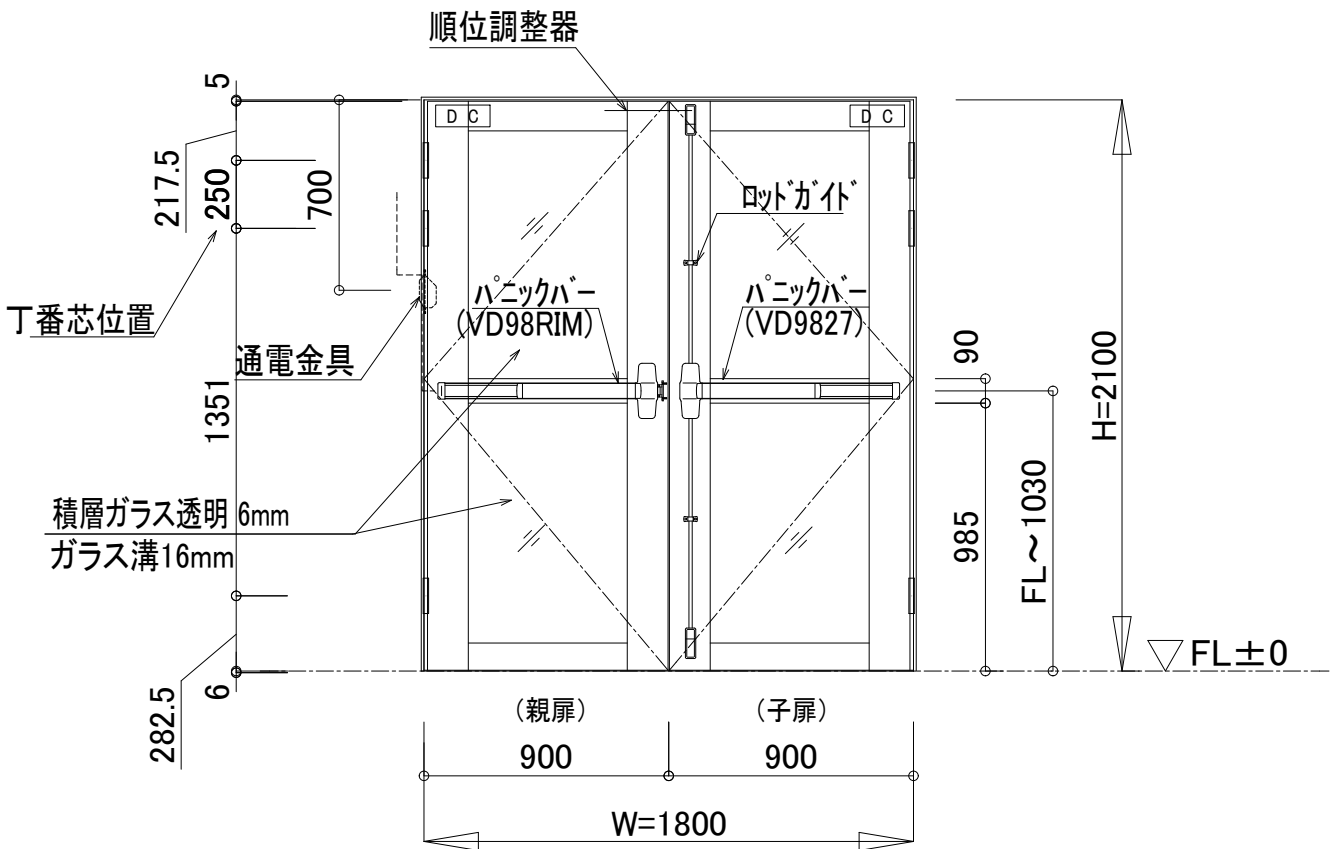 順位調整器
5
D C
D C
217.5
250
700
ロッドガイド
丁番芯位置
パニックバー
(VD98RIM)
パニックバー
(VD9827)
通電金具
90
H=2100
1351
積層ガラス透明 6mm
ガラス溝16mm
985
FL~1030
FL±0
6
282.5
(親扉)
(子扉)
900
900
W=1800